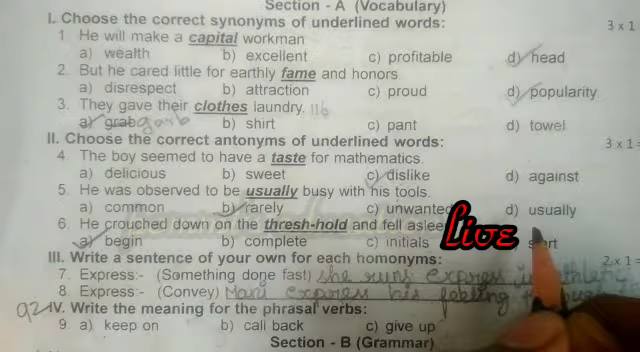 Section - A (Vocabulary)
I. Choose the correct synonyms of underlined words: 3 x 1
1 He will make a capital workman
a) wealth b) excellent c) profitable d) head
2. But he cared little for earthly fame and honors
a) disrespect b) attraction c) proud d) popularity
3. They gave their clothes laundry.
a) grab garb b) shirt c) pant d) towel
II. Choose the correct antonyms of underlined words: 3 x 1=
4 The boy seemed to have a taste for mathematics.
a) delicious b) sweet c) dislike d) against
5. He was observed to be usually busy with his tools.
a) common b) rarely c) unwanted d) usually
6. He crouched down on the thresh-hold and fell aslee
a) begin b) complete c) initials live
III. Write a sentence of your own for each homonyms: 2 x 1=
7. Express:- (Something done fast) she runs express in athletic
8. Express:- (Convey) Mani express his feeling
IV. Write the meaning for the phrasal verbs:
9. a) keep on b) call back c) give up
Section - B (Grammar)